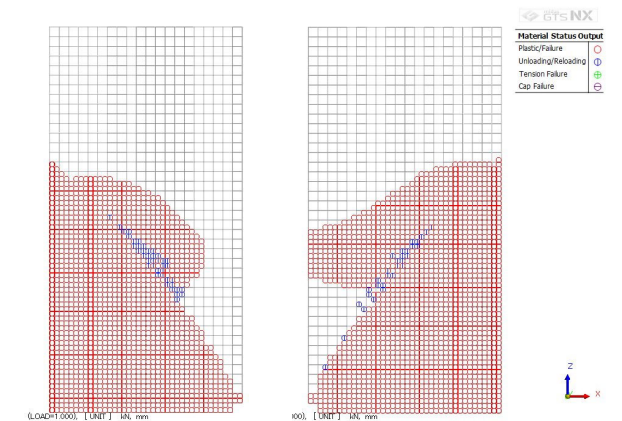 GTS NX
Material Status Output
Plastic/Failure
Unloading/Reloading
Tension Failure
Cap Failure
Z
X
(LOAD=1.000), [ UNIT ] kN, mm
00), [ UNIT ] kN, mm